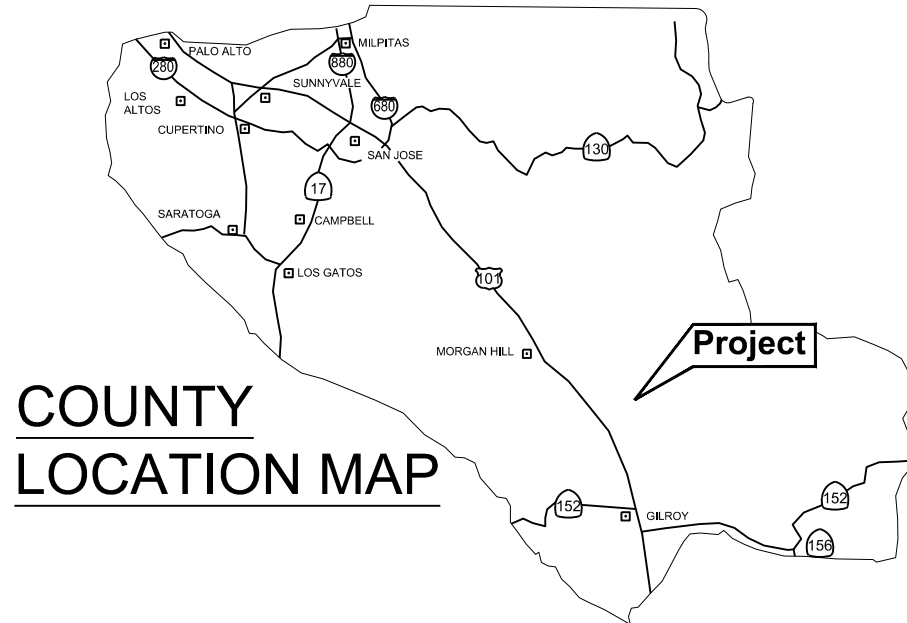 PALO ALTO
MILPITAS
280
880
SUNNYVALE
680
LOS
ALTOS
CUPERTINO
SAN JOSE
130
17
SARATOGA
CAMPBELL
LOS GATOS
101
Project
MORGAN HILL
COUNTY
LOCATION MAP
152
152
GILROY
156